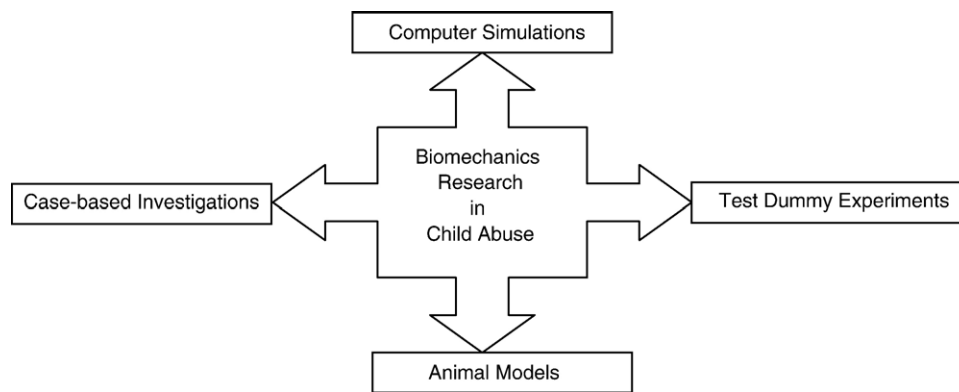 Computer Simulations
Biomechanics
Research
in
Child Abuse
Case-based Investigations
Test Dummy Experiments
Animal Models